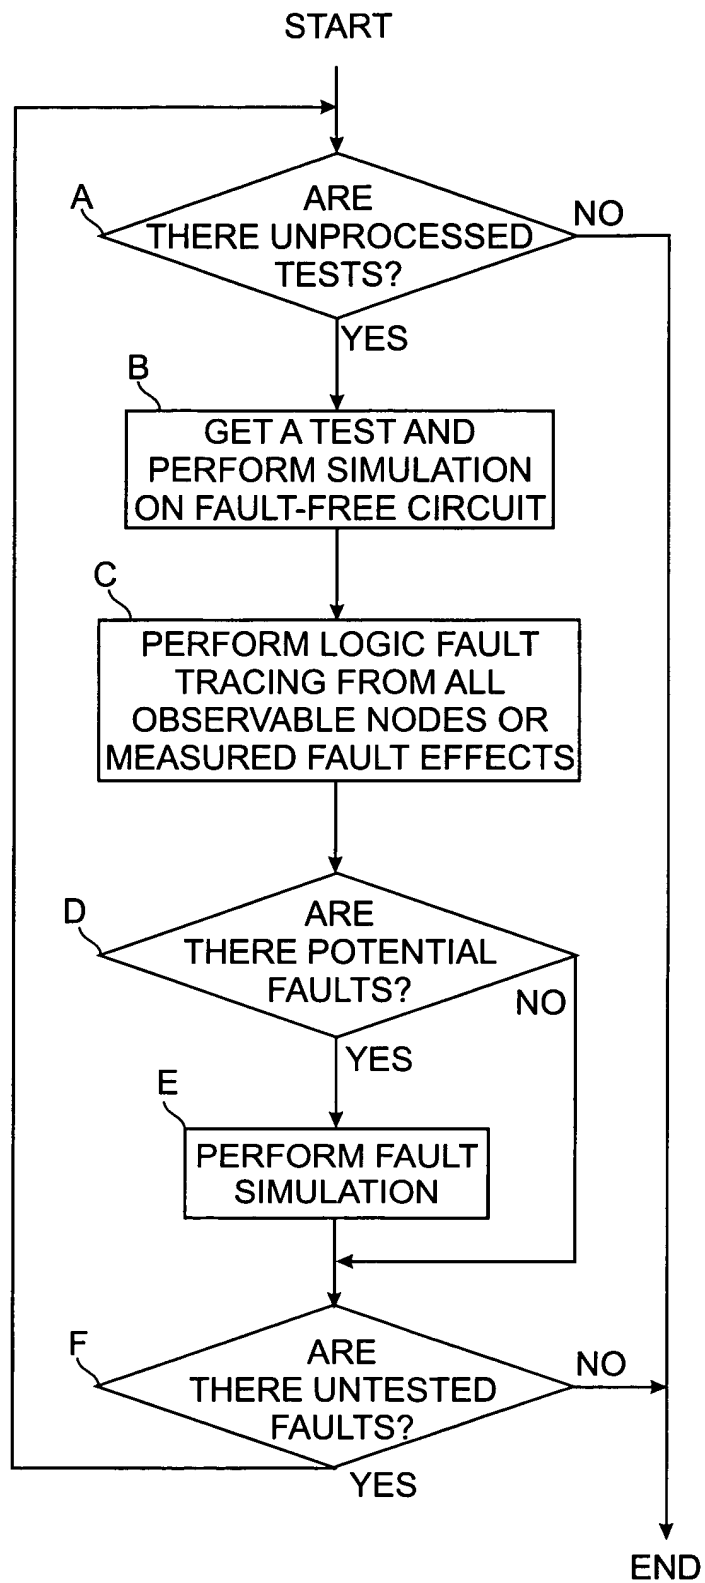 START
A
ARE
THERE UNPROCESSED
TESTS?
NO
YES
B
GET A TEST AND
PERFORM SIMULATION
ON FAULT-FREE CIRCUIT
C
PERFORM LOGIC FAULT
TRACING FROM ALL
OBSERVABLE NODES OR
MEASURED FAULT EFFECTS
D
ARE
THERE POTENTIAL
FAULTS?
NO
YES
E
PERFORM FAULT
SIMULATION
F
ARE
THERE UNTESTED
FAULTS?
NO
YES
END